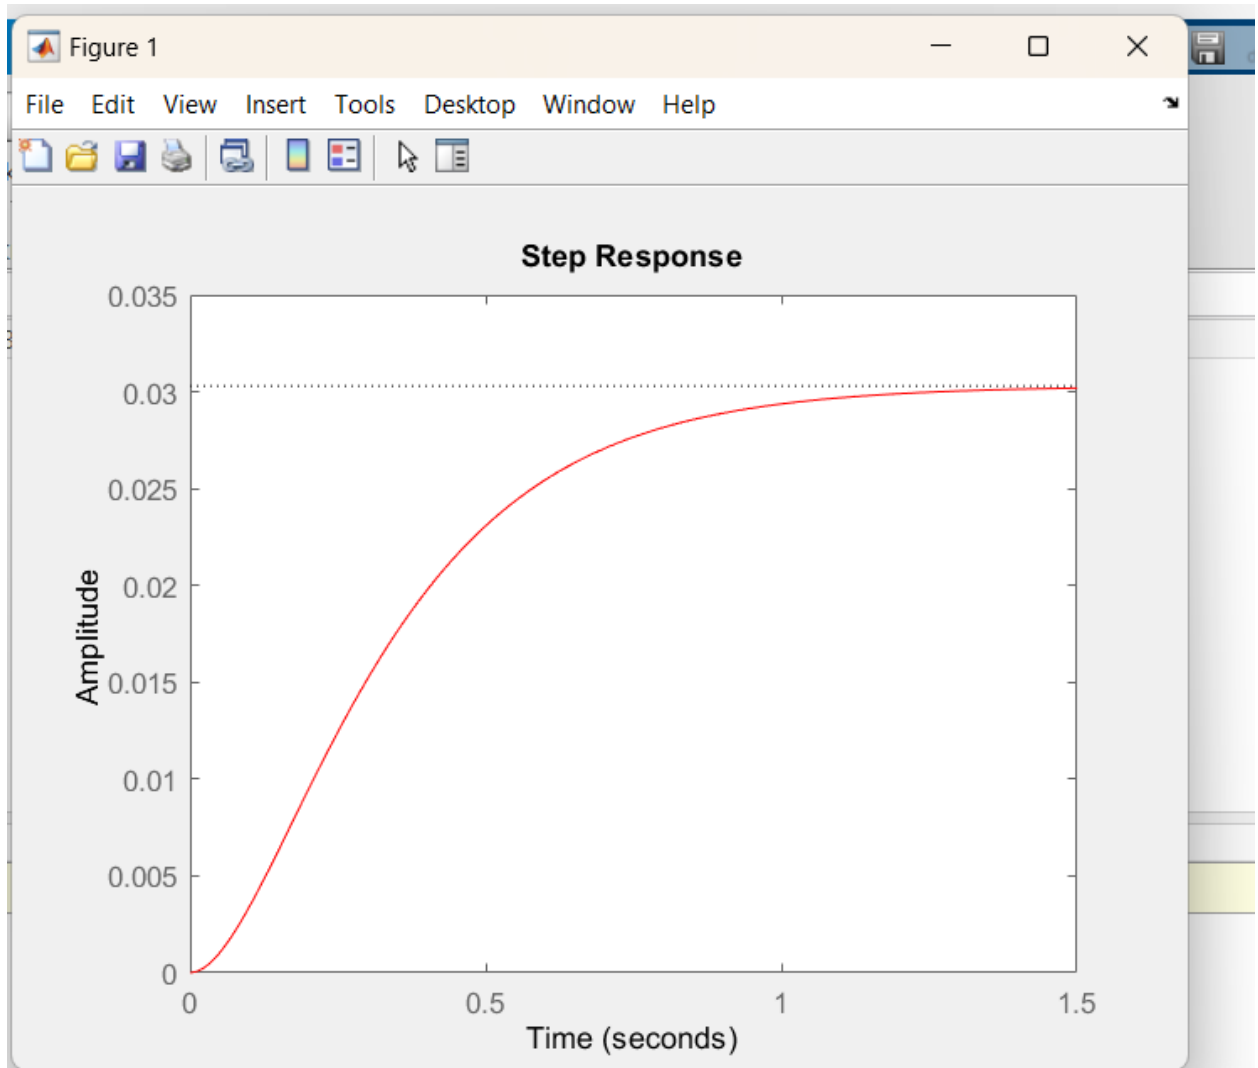 Figure 1
File Edit View Insert Tools Desktop Window Help
Step Response
0.035
0.03
0.025
0.02
0.015
0.01
0.005
0
Amplitude
0 0.5 1 1.5
Time (seconds)